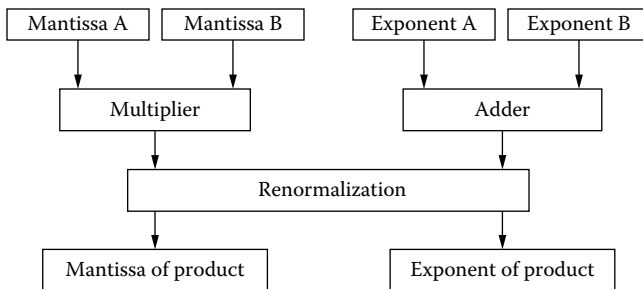 Mantissa A
Mantissa B
Exponent A
Exponent B
Multiplier
Adder
Renormalization
Mantissa of product
Exponent of product